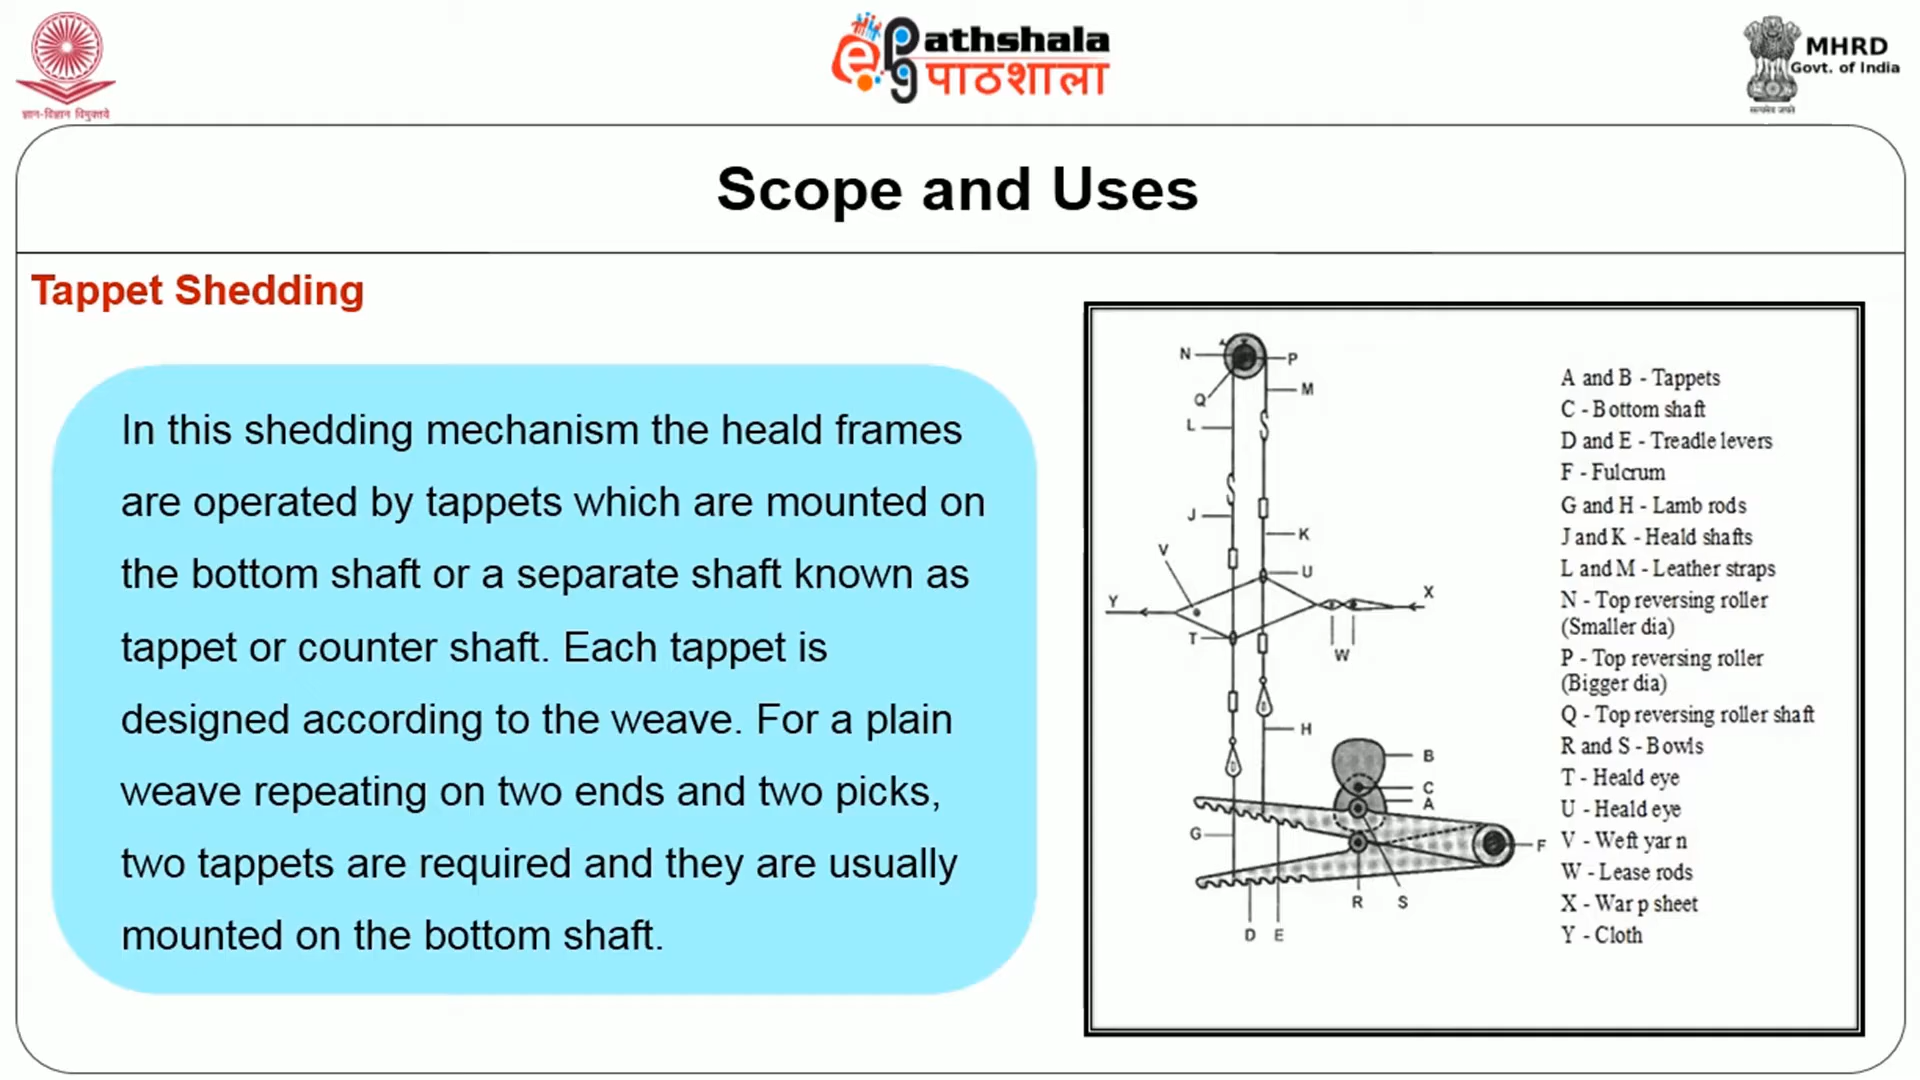 ज्ञान-विज्ञान विमुक्तये
ePathshala
पाठशाला
MHRD
Govt. of India
सत्यमेव जयते
Scope and Uses
Tappet Shedding
In this shedding mechanism the heald frames
are operated by tappets which are mounted on
the bottom shaft or a separate shaft known as
tappet or counter shaft. Each tappet is
designed according to the weave. For a plain
weave repeating on two ends and two picks,
two tappets are required and they are usually
mounted on the bottom shaft.
N
P
Q
M
L
J
K
V
U
Y
X
T
W
H
B
C
A
G
F
R
S
D
E
A and B - Tappets
C - Bottom shaft
D and E - Treadle levers
F - Fulcrum
G and H - Lamb rods
J and K - Heald shafts
L and M - Leather straps
N - Top reversing roller
(Smaller dia)
P - Top reversing roller
(Bigger dia)
Q - Top reversing roller shaft
R and S - Bowls
T - Heald eye
U - Heald eye
V - Weft yarn
W - Lease rods
X - Warp sheet
Y - Cloth